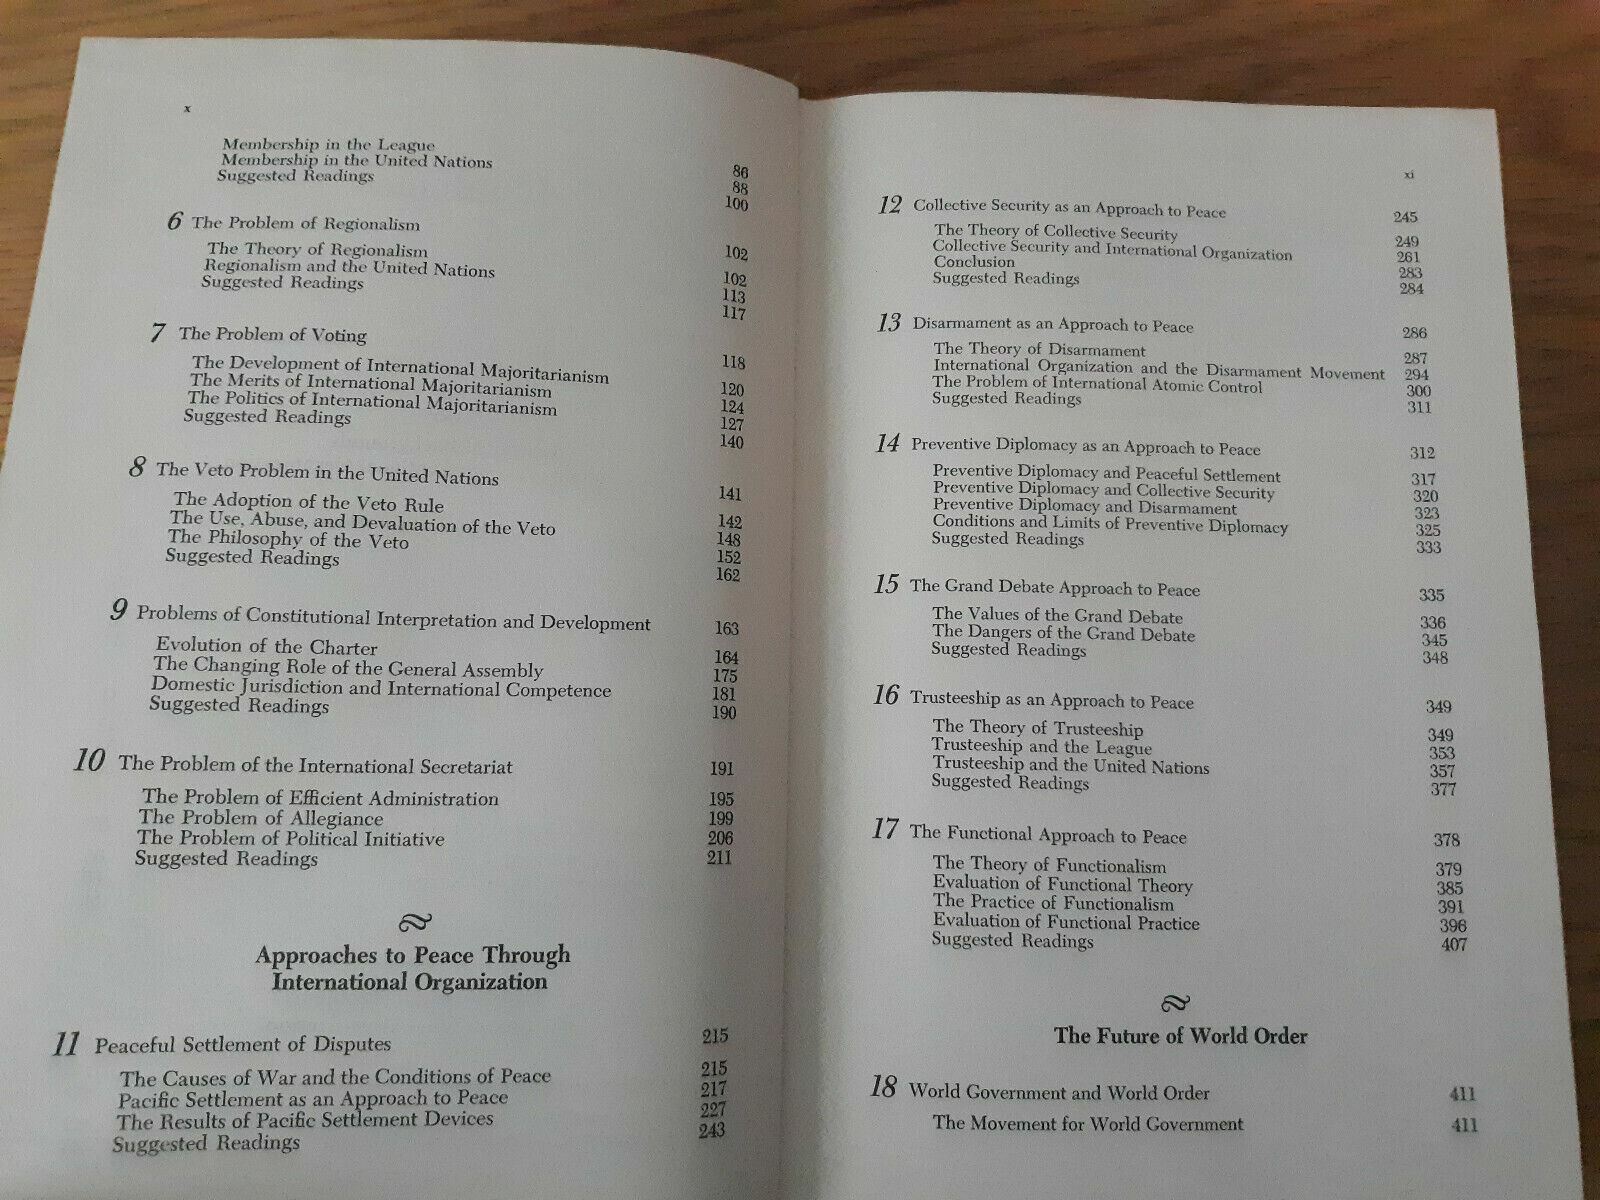 x
Membership in the League 86
Membership in the United Nations 88
Suggested Readings 100
6 The Problem of Regionalism 102
The Theory of Regionalism 102
Regionalism and the United Nations 113
Suggested Readings 117
7 The Problem of Voting 118
The Development of International Majoritarianism 120
The Merits of International Majoritarianism 124
The Politics of International Majoritarianism 127
Suggested Readings 140
8 The Veto Problem in the United Nations 141
The Adoption of the Veto Rule 142
The Use, Abuse, and Devaluation of the Veto 148
The Philosophy of the Veto 152
Suggested Readings 162
9 Problems of Constitutional Interpretation and Development 163
Evolution of the Charter 164
The Changing Role of the General Assembly 175
Domestic Jurisdiction and International Competence 181
Suggested Readings 190
10 The Problem of the International Secretariat 191
The Problem of Efficient Administration 195
The Problem of Allegiance 199
The Problem of Political Initiative 206
Suggested Readings 211
Approaches to Peace Through
International Organization
11 Peaceful Settlement of Disputes 215
The Causes of War and the Conditions of Peace 215
Pacific Settlement as an Approach to Peace 217
The Results of Pacific Settlement Devices 227
Suggested Readings 243
xi
12 Collective Security as an Approach to Peace 245
The Theory of Collective Security 249
Collective Security and International Organization 261
Conclusion 283
Suggested Readings 284
13 Disarmament as an Approach to Peace 286
The Theory of Disarmament 287
International Organization and the Disarmament Movement 294
The Problem of International Atomic Control 300
Suggested Readings 311
14 Preventive Diplomacy as an Approach to Peace 312
Preventive Diplomacy and Peaceful Settlement 317
Preventive Diplomacy and Collective Security 320
Preventive Diplomacy and Disarmament 323
Conditions and Limits of Preventive Diplomacy 325
Suggested Readings 333
15 The Grand Debate Approach to Peace 335
The Values of the Grand Debate 336
The Dangers of the Grand Debate 345
Suggested Readings 348
16 Trusteeship as an Approach to Peace 349
The Theory of Trusteeship 349
Trusteeship and the League 353
Trusteeship and the United Nations 357
Suggested Readings 377
17 The Functional Approach to Peace 378
The Theory of Functionalism 379
Evaluation of Functional Theory 385
The Practice of Functionalism 391
Evaluation of Functional Practice 396
Suggested Readings 407
The Future of World Order
18 World Government and World Order 411
The Movement for World Government 411